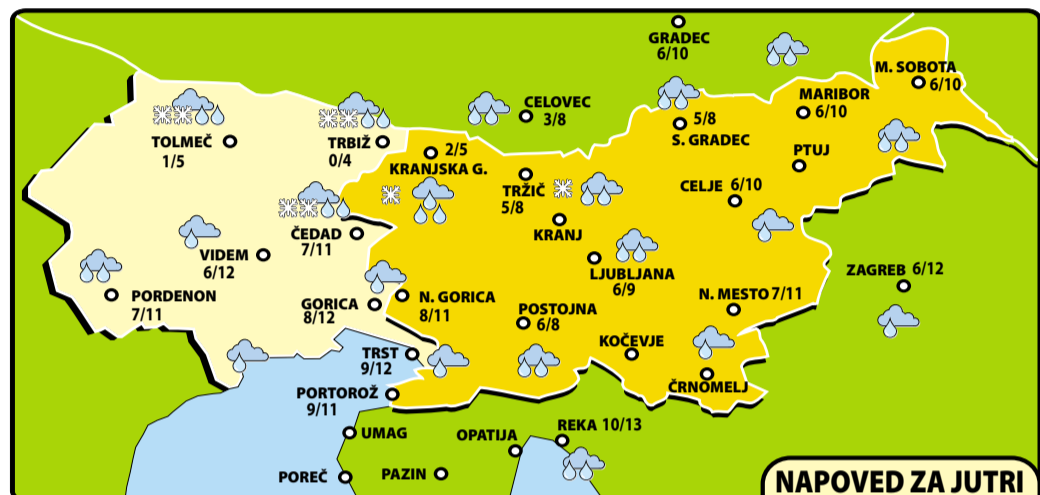 GRADEC
6/10
M. SOBOTA
6/10
MARIBOR
6/10
CELOVEC
3/8
5/8
S. GRADEC
TOLMEČ
1/5
TRBIŽ
0/4
2/5
KRANJSKA G.
PTUJ
TRŽIČ
5/8
CELJE 6/10
KRANJ
ČEDAD
7/11
VIDEM
6/12
LJUBLJANA
6/9
ZAGREB 6/12
PORDENON
7/11
GORICA
8/12
N. GORICA
8/11
N. MESTO 7/11
POSTOJNA
6/8
KOČEVJE
TRST
9/12
ČRNOMELJ
PORTOROŽ
9/11
UMAG
OPATIJA
REKA 10/13
POREČ
PAZIN
NAPOVED ZA JUTRI